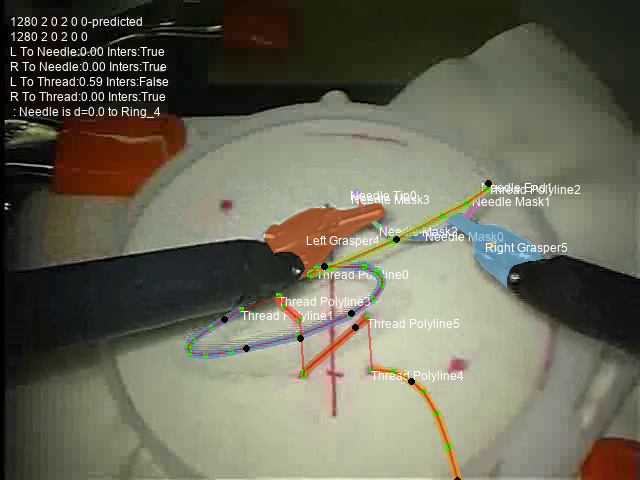 1280 2 0 2 0 0-predicted
1280 2 0 2 0 0
L To Needle:0.00 Inters:True
R To Needle:0.00 Inters:True
L To Thread:0.59 Inters:False
R To Thread:0.00 Inters:True
: Needle is d=0.0 to Ring_4
Needle End
Thread Polyline2
Needle Tip0
Needle Mask3
Needle Mask1
Needle Mask2
Needle Mask0
Left Grasper4
Right Grasper5
Thread Polyline0
Thread Polyline3
Thread Polyline1
Thread Polyline5
Thread Polyline4